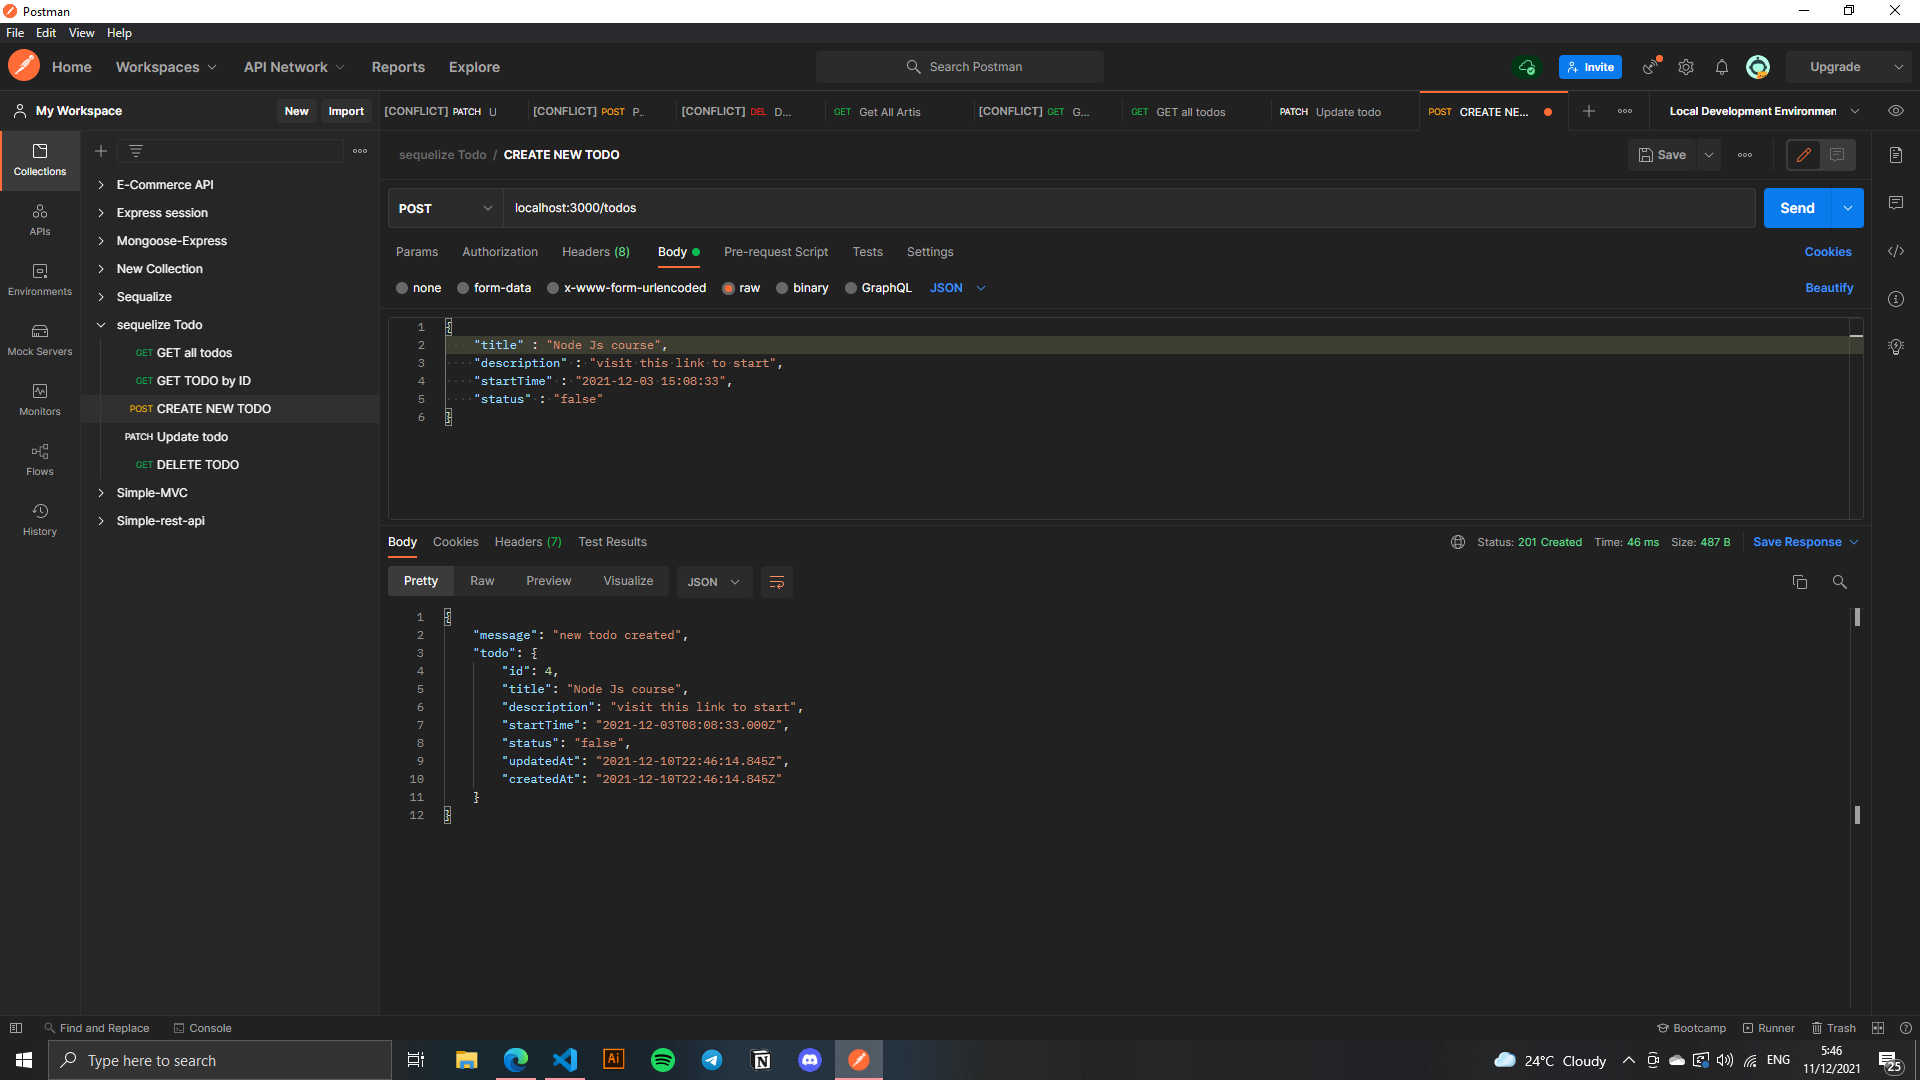 Postman
File Edit View Help
Home Workspaces API Network Reports Explore Search Postman Invite Upgrade
My Workspace New Import
[CONFLICT] PATCH U [CONFLICT] POST P.. [CONFLICT] DEL D... GET Get All Artis [CONFLICT] GET G... GET GET all todos PATCH Update todo POST CREATE NE... Local Development Environmen
Collections
APIs
Environments
Mock Servers
Monitors
Flows
History
E-Commerce API
Express session
Mongoose-Express
New Collection
Sequalize
sequelize Todo
GET GET all todos
GET GET TODO by ID
POST CREATE NEW TODO
PATCH Update todo
GET DELETE TODO
Simple-MVC
Simple-rest-api
sequelize Todo / CREATE NEW TODO Save
POST localhost:3000/todos Send
Params Authorization Headers (8) Body Pre-request Script Tests Settings Cookies
none form-data x-www-form-urlencoded raw binary GraphQL JSON Beautify
1 {
2 "title" : "Node Js course",
3 "description" : "visit this link to start",
4 "startTime" : "2021-12-03 15:08:33",
5 "status" : "false"
6 }
Body Cookies Headers (7) Test Results Status: 201 Created Time: 46 ms Size: 487 B Save Response
Pretty Raw Preview Visualize JSON
1 {
2 "message": "new todo created",
3 "todo": {
4 "id": 4,
5 "title": "Node Js course",
6 "description": "visit this link to start",
7 "startTime": "2021-12-03T08:08:33.000Z",
8 "status": "false",
9 "updatedAt": "2021-12-10T22:46:14.845Z",
10 "createdAt": "2021-12-10T22:46:14.845Z"
11 }
12 }
Find and Replace Console Bootcamp Runner Trash
Type here to search Ai 24°C Cloudy ENG 5:46
11/12/2021 25